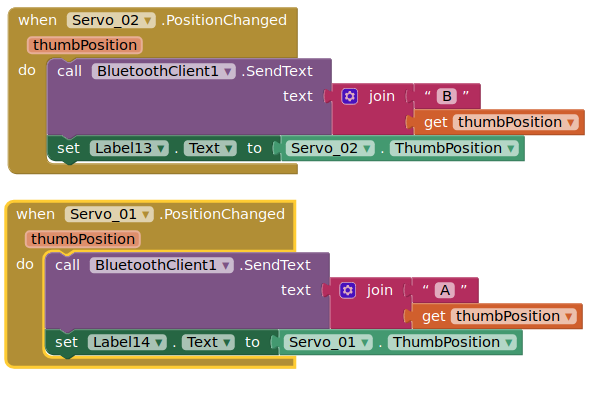 when Servo_02 .PositionChanged
thumbPosition
do call BluetoothClient1 .SendText
text join “ B ”
get thumbPosition
set Label13 . Text to Servo_02 . ThumbPosition
when Servo_01 .PositionChanged
thumbPosition
do call BluetoothClient1 .SendText
text join “ A ”
get thumbPosition
set Label14 . Text to Servo_01 . ThumbPosition